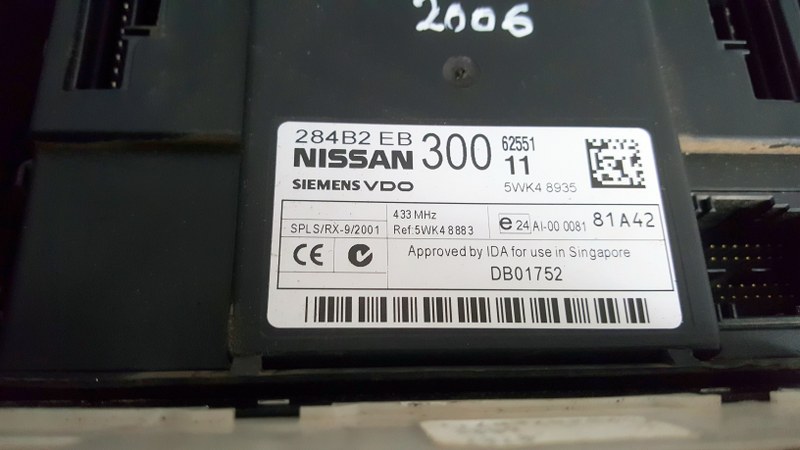 2006
284B2 EB 300 62551
NISSAN 11
SIEMENS VDO 5WK4 8935
433 MHz
SPLS/RX-9/2001 Ref:5WK4 8883 e24 AI-00 0081 81A42
CE Approved by IDA for use in Singapore
DB01752